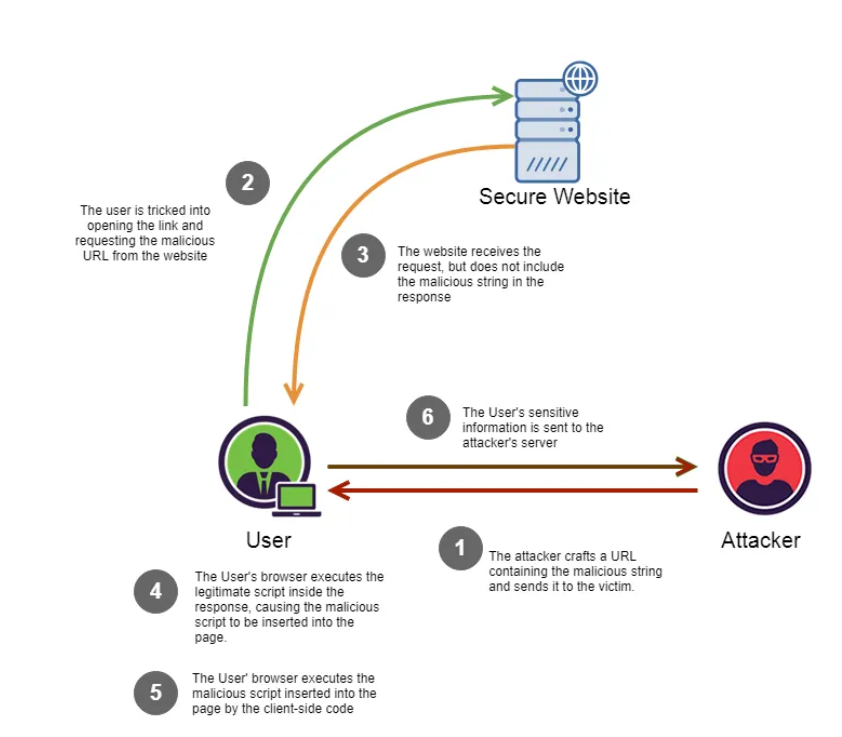 Secure Website
2
The user is tricked into
opening the link and
requesting the malicious
URL from the website
3
The website receives the
request, but does not include
the malicious string in the
response
6
The User's sensitive
information is sent to the
attacker's server
User
Attacker
1
The attacker crafts a URL
containing the malicious string
and sends it to the victim.
4
The User's browser executes the
legitimate script inside the
response, causing the malicious
script to be inserted into the
page.
5
The User' browser executes the
malicious script inserted into the
page by the client-side code